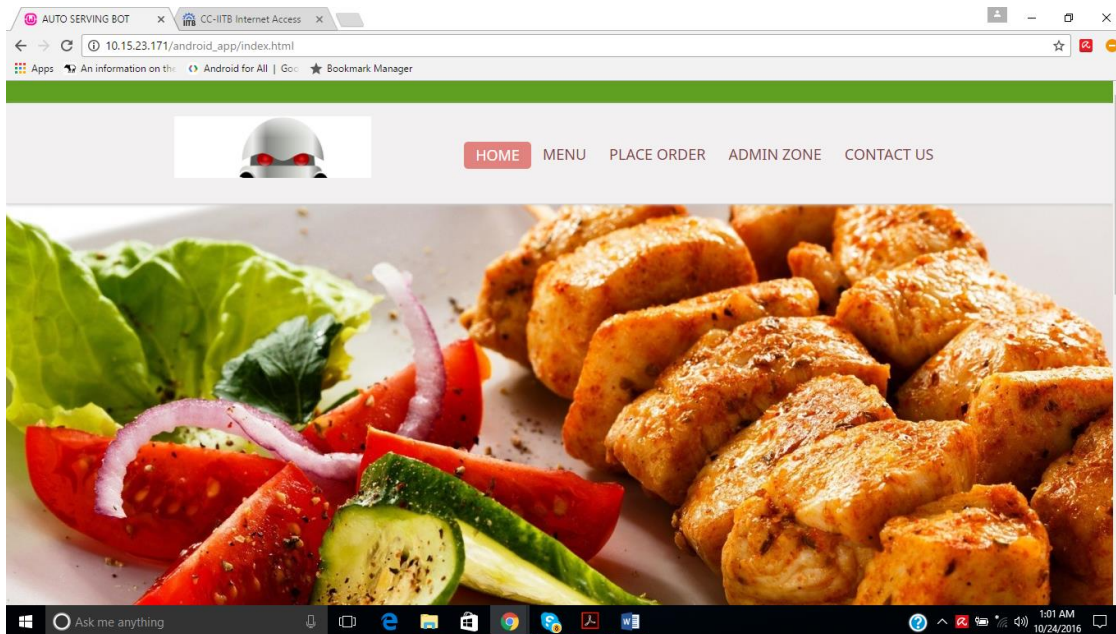 AUTO SERVING BOT
CC-IITB Internet Access
10.15.23.171/android_app/index.html
Apps An information on the Android for All | Goo Bookmark Manager
HOME MENU PLACE ORDER ADMIN ZONE CONTACT US
Ask me anything
1:01 AM
10/24/2016